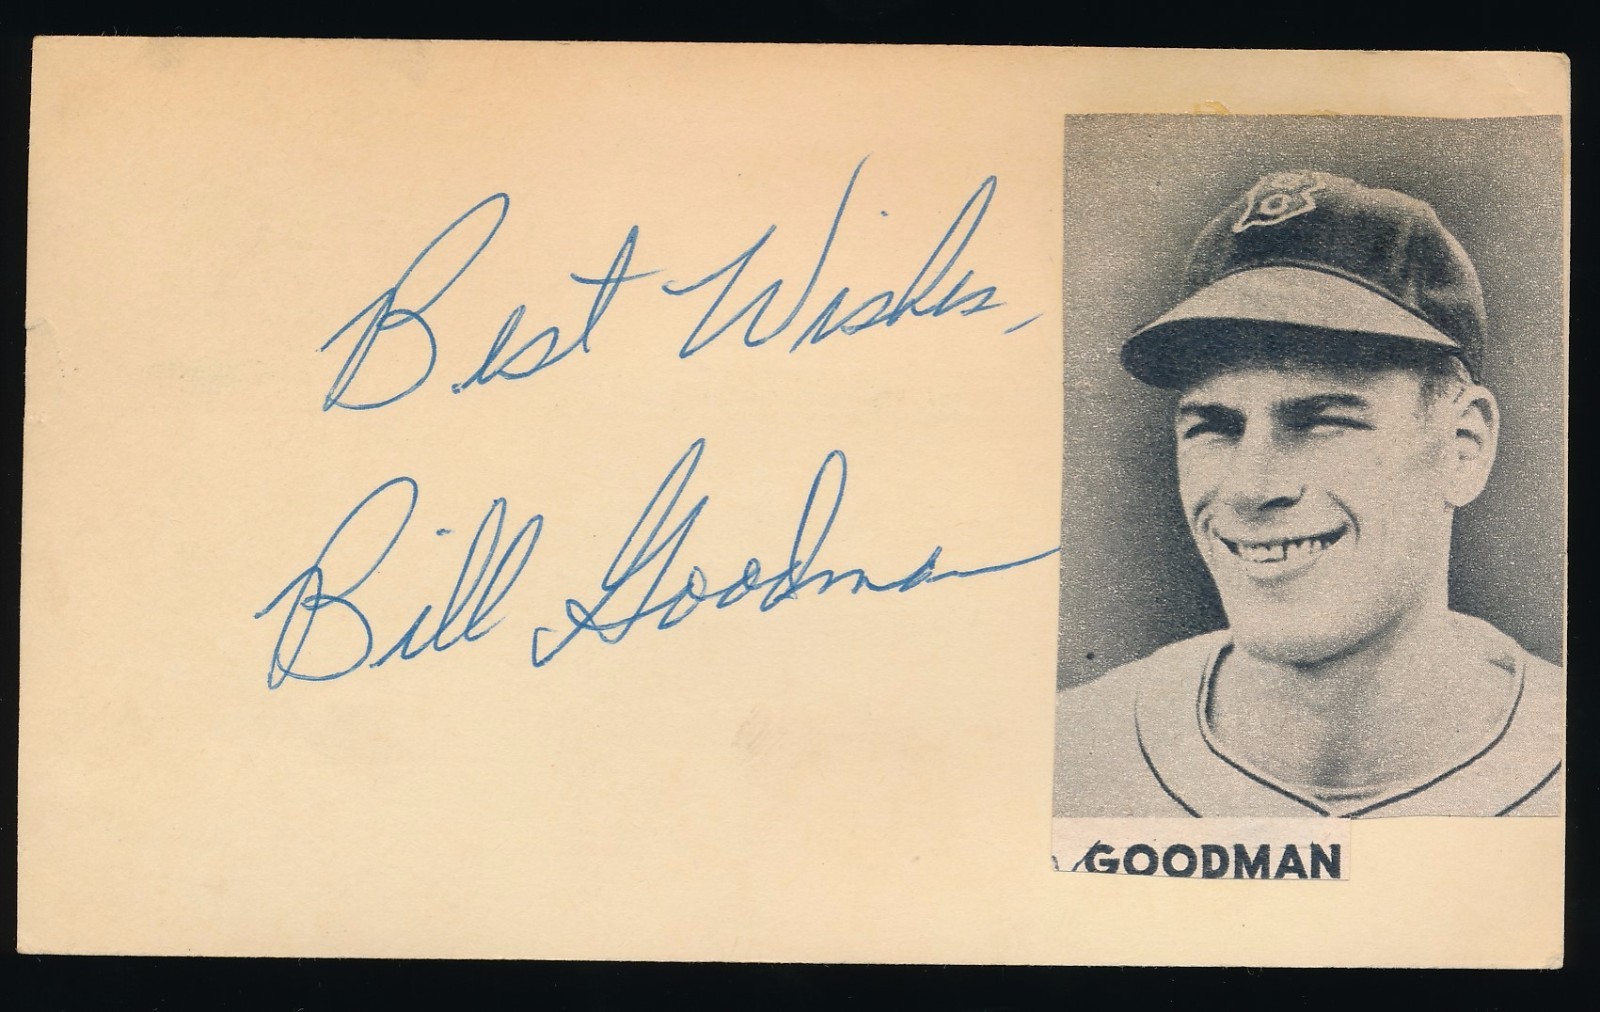 Best Wishes,
Bill Goodman
GOODMAN